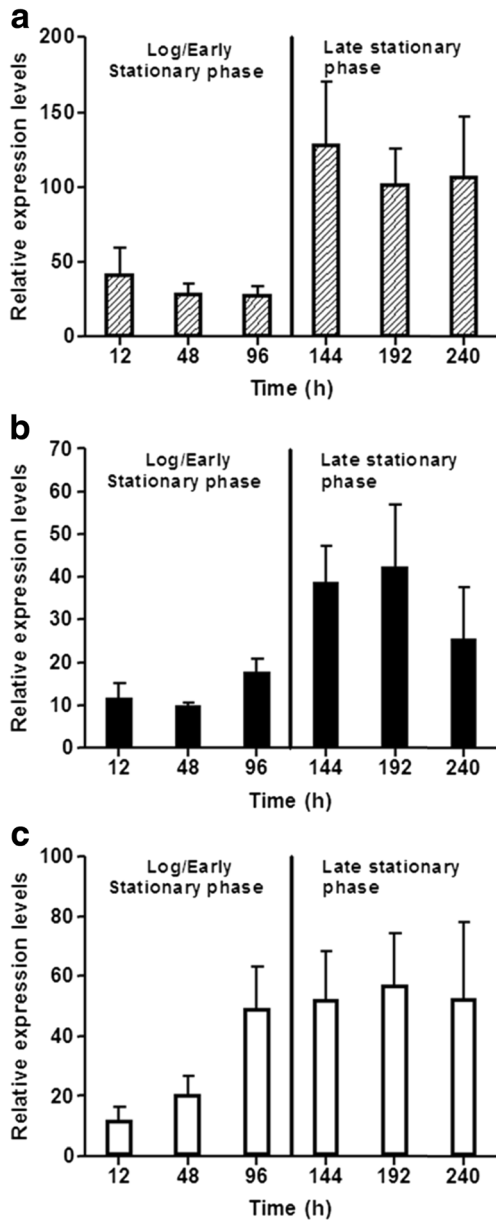 a
Relative expression levels
200
150
100
50
0
Log/Early
Stationary phase
Late stationary
phase
12 48 96 144 192 240
Time (h)
b
Relative expression levels
70
60
50
40
30
20
10
0
Log/Early
Stationary phase
Late stationary
phase
12 48 96 144 192 240
Time (h)
c
Relative expression levels
100
80
60
40
20
0
Log/Early
Stationary phase
Late stationary
phase
12 48 96 144 192 240
Time (h)